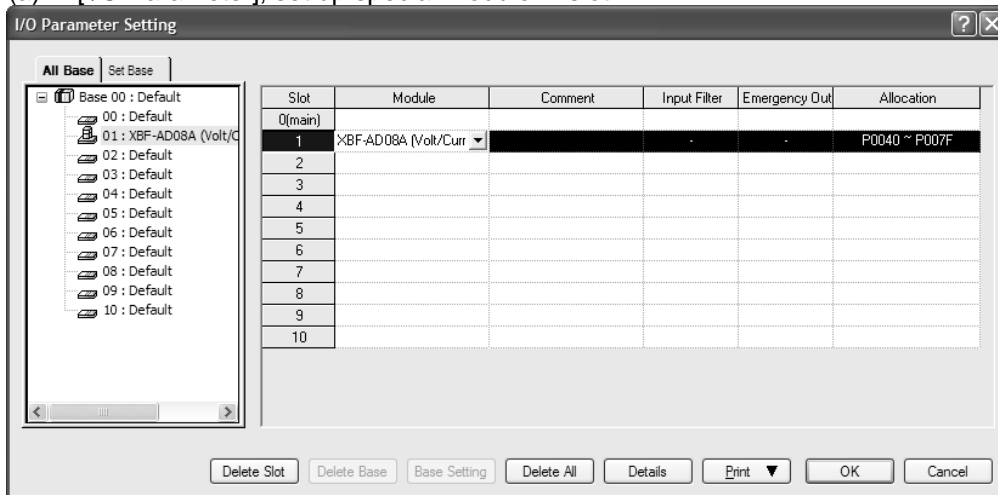 I/O Parameter Setting
All Base Set Base
Base 00 : Default
00 : Default
01 : XBF-AD08A (Volt/C
02 : Default
03 : Default
04 : Default
05 : Default
06 : Default
07 : Default
08 : Default
09 : Default
10 : Default
Slot Module Comment Input Filter Emergency Out Allocation
0(main)
1 XBF-AD08A (Volt/Curr - - P0040 ~ P007F
2
3
4
5
6
7
8
9
10
Delete Slot Delete Base Base Setting Delete All Details Print ▼ OK Cancel